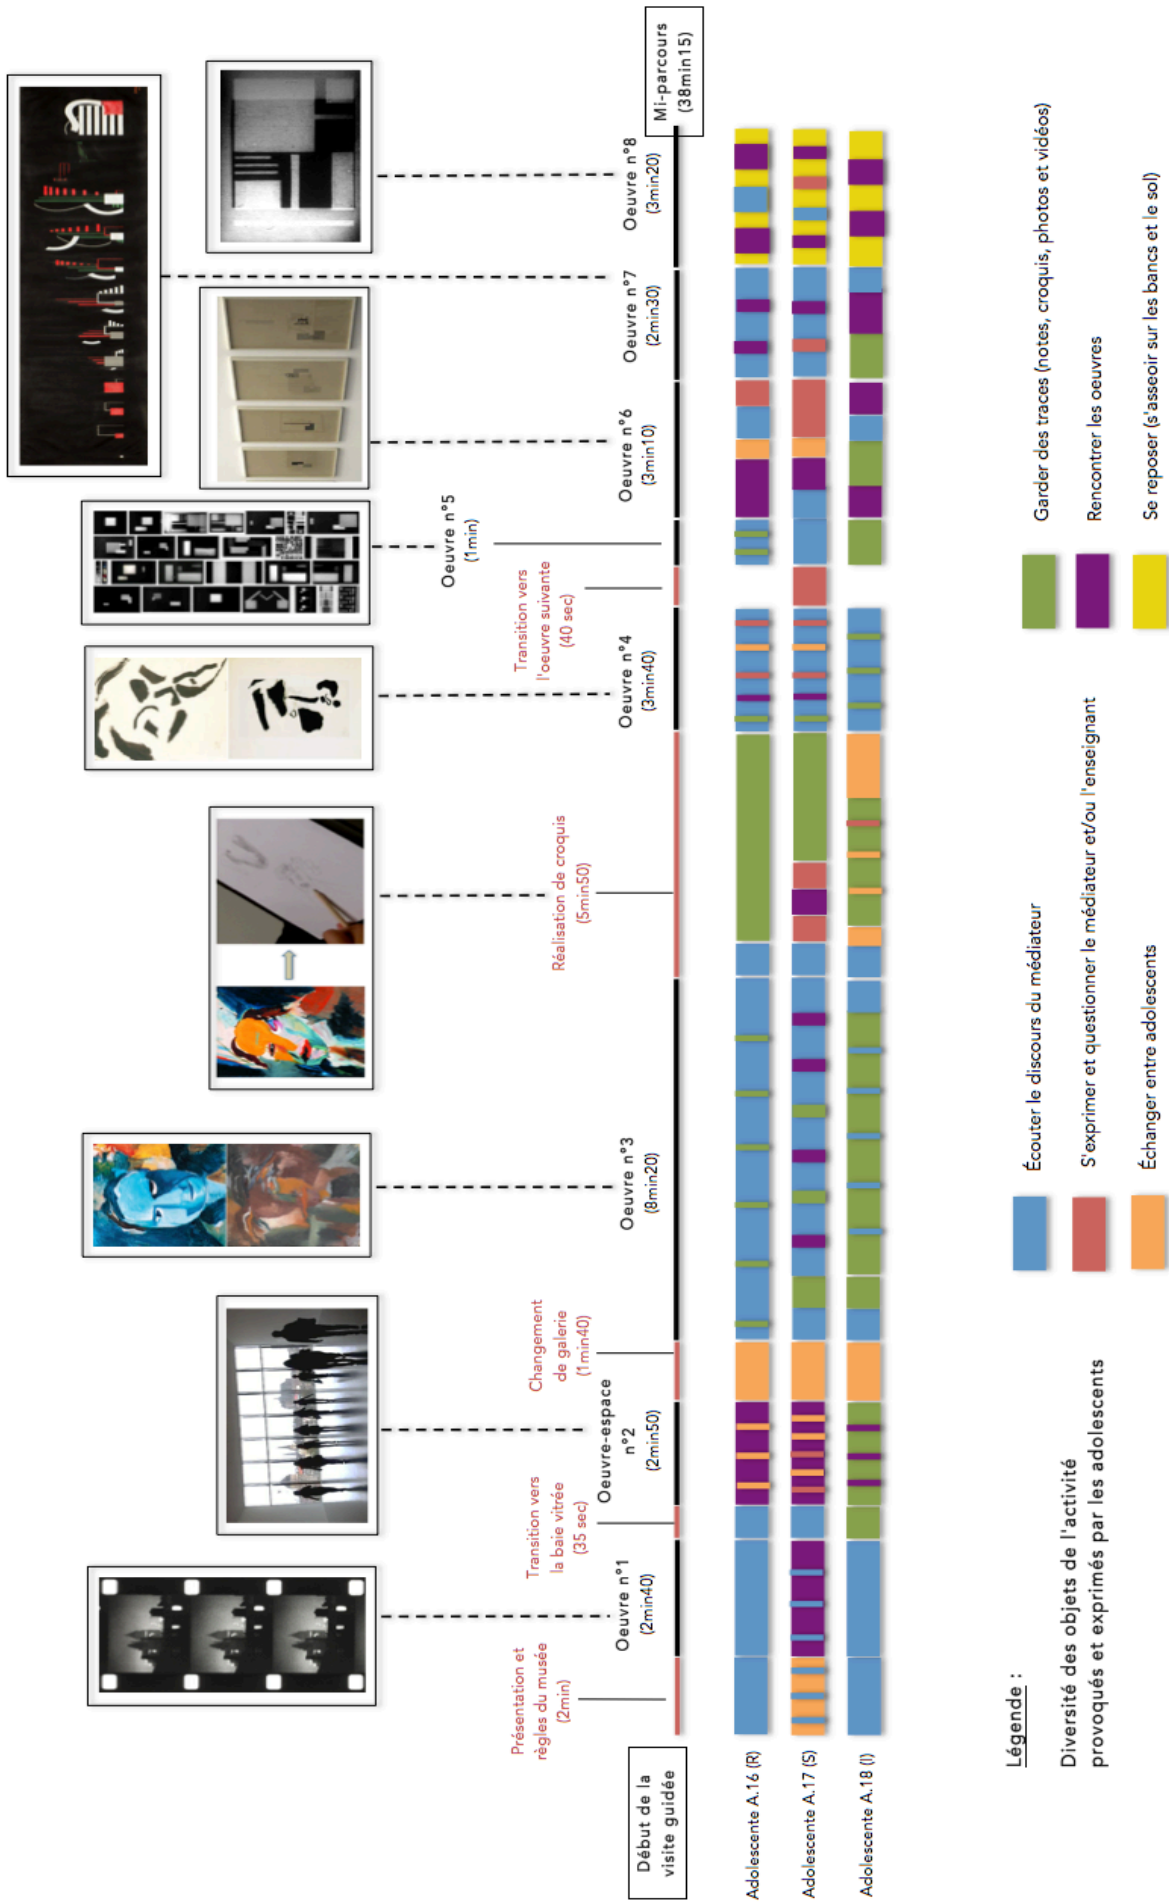 Début de la
visite guidée
Présentation et
règles du musée
(2min)
Oeuvre n°1
(2min40)
Transition vers
la baie vitrée
(35 sec)
Oeuvre-espace
n°2
(2min50)
Changement
de galerie
(1min40)
Oeuvre n°3
(8min20)
Réalisation de croquis
(5min50)
Oeuvre n°4
(3min40)
Transition vers
l'oeuvre suivante
(40 sec)
Oeuvre n°5
(1min)
Oeuvre n°6
(3min10)
Oeuvre n°7
(2min30)
Oeuvre n°8
(3min20)
Mi-parcours
(38min15)
Adolescente A.16 (R)
Adolescente A.17 (S)
Adolescente A.18 (I)
Légende :
Diversité des objets de l'activité
provoqués et exprimés par les adolescents
Écouter le discours du médiateur
S'exprimer et questionner le médiateur et/ou l'enseignant
Échanger entre adolescents
Garder des traces (notes, croquis, photos et vidéos)
Rencontrer les oeuvres
Se reposer (s'asseoir sur les bancs et le sol)